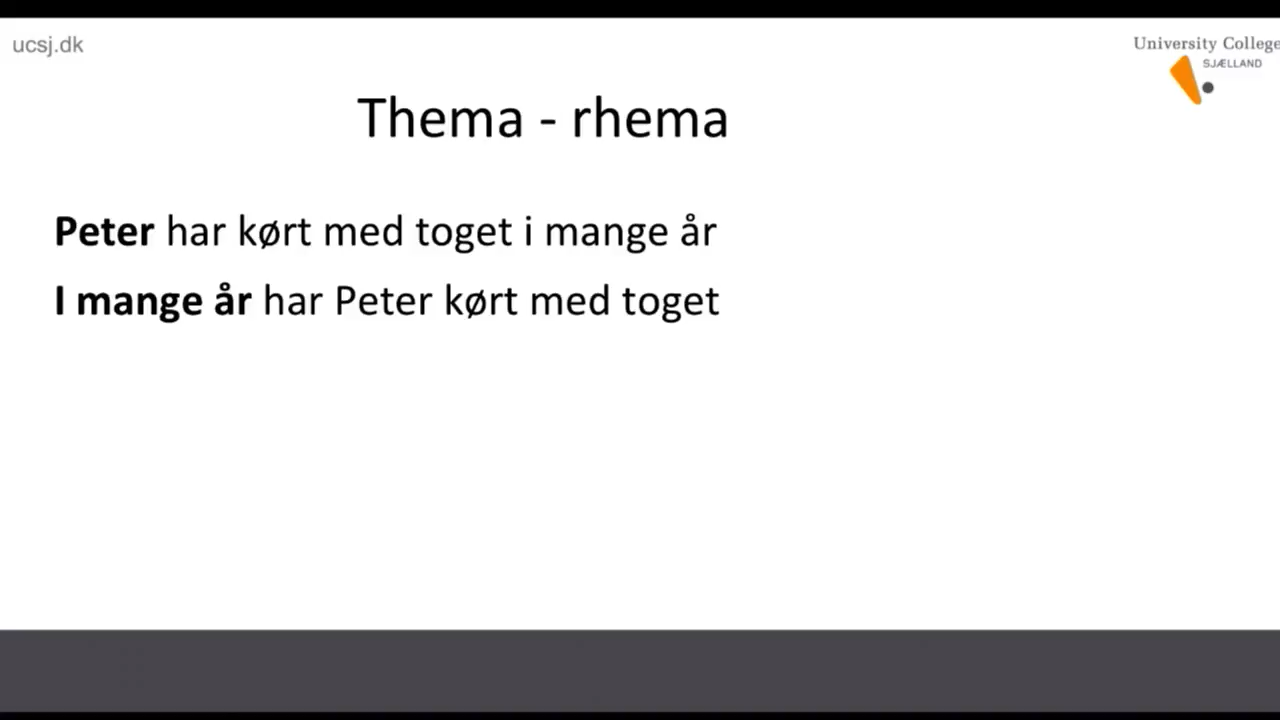 ucsj.dk
University College
SJÆLLAND
Thema - rhema
Peter har kørt med toget i mange år
I mange år har Peter kørt med toget